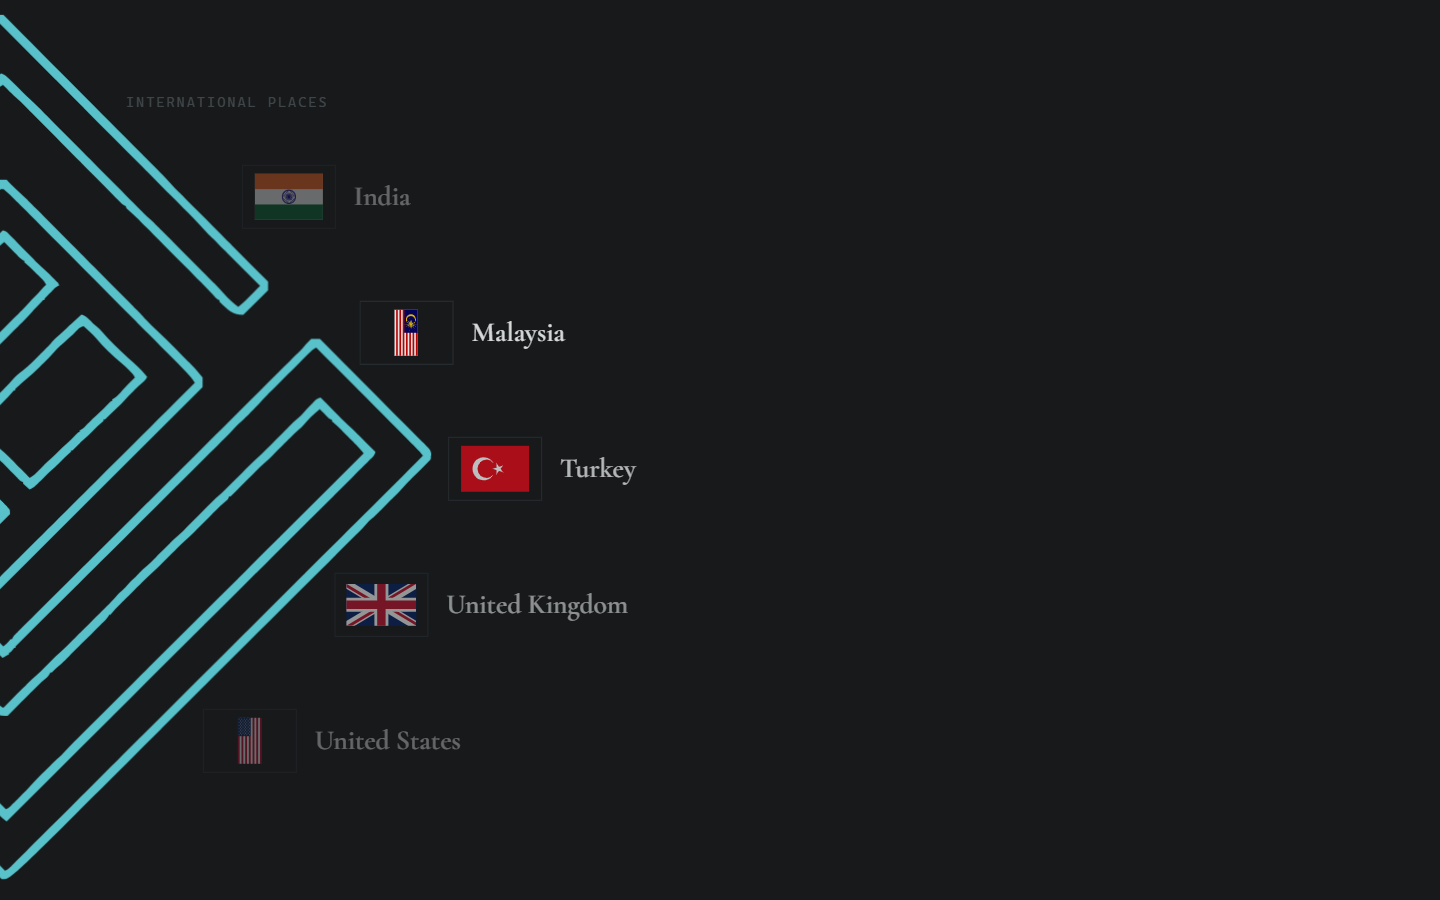 INTERNATIONAL PLACES
India
Malaysia
Turkey
United Kingdom
United States